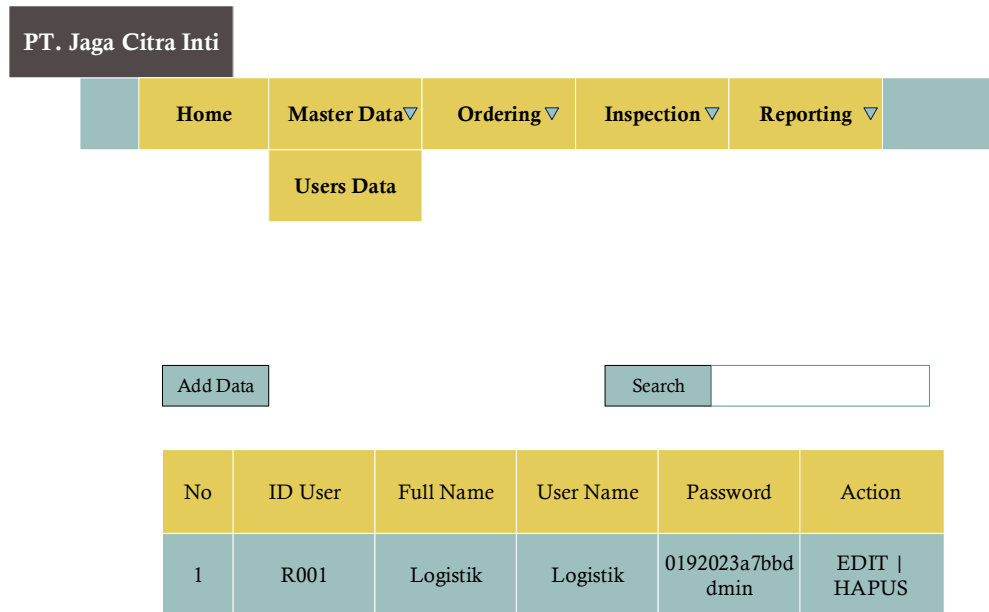 PT. Jaga Citra Inti
Home Master Data Ordering Inspection Reporting
Users Data
Add Data Search
No ID User Full Name User Name Password Action
1 R001 Logistik Logistik 0192023a7bbd EDIT |
dmin HAPUS